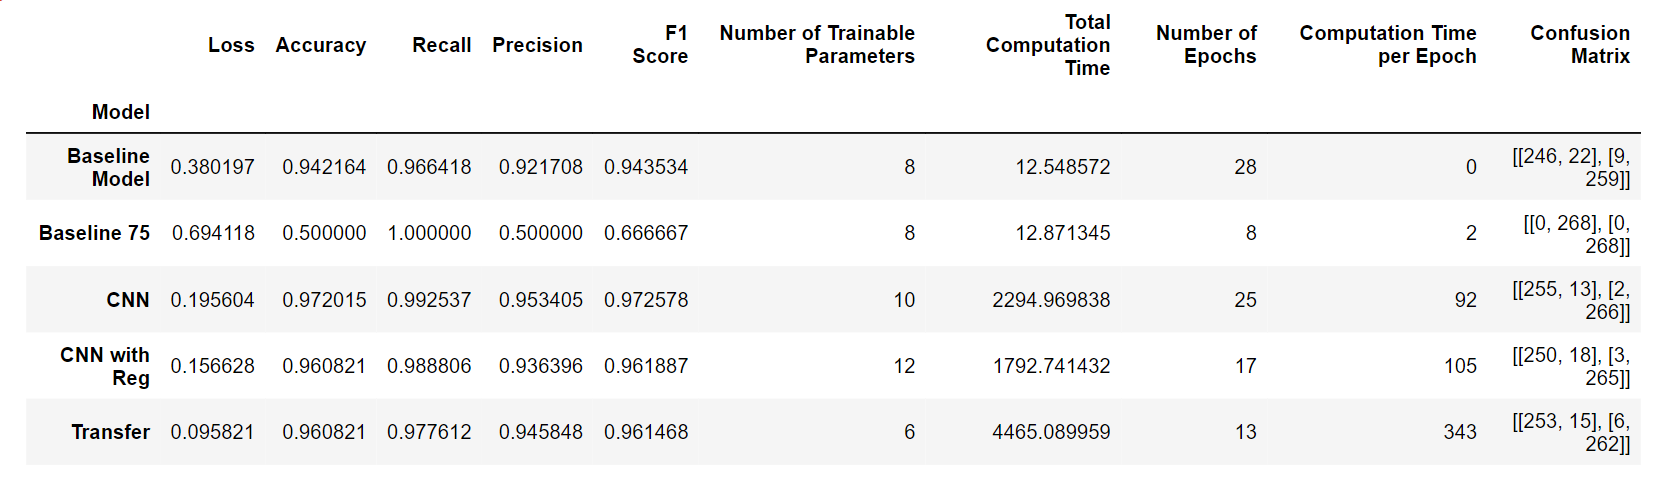 Loss Accuracy Recall Precision F1 Score Number of Trainable Parameters Total Computation Time Number of Epochs Computation Time per Epoch Confusion Matrix
Model
Baseline Model 0.380197 0.942164 0.966418 0.921708 0.943534 8 12.548572 28 0 [[246, 22], [9, 259]]
Baseline 75 0.694118 0.500000 1.000000 0.500000 0.666667 8 12.871345 8 2 [[0, 268], [0, 268]]
CNN 0.195604 0.972015 0.992537 0.953405 0.972578 10 2294.969838 25 92 [[255, 13], [2, 266]]
CNN with Reg 0.156628 0.960821 0.988806 0.936396 0.961887 12 1792.741432 17 105 [[250, 18], [3, 265]]
Transfer 0.095821 0.960821 0.977612 0.945848 0.961468 6 4465.089959 13 343 [[253, 15], [6, 262]]